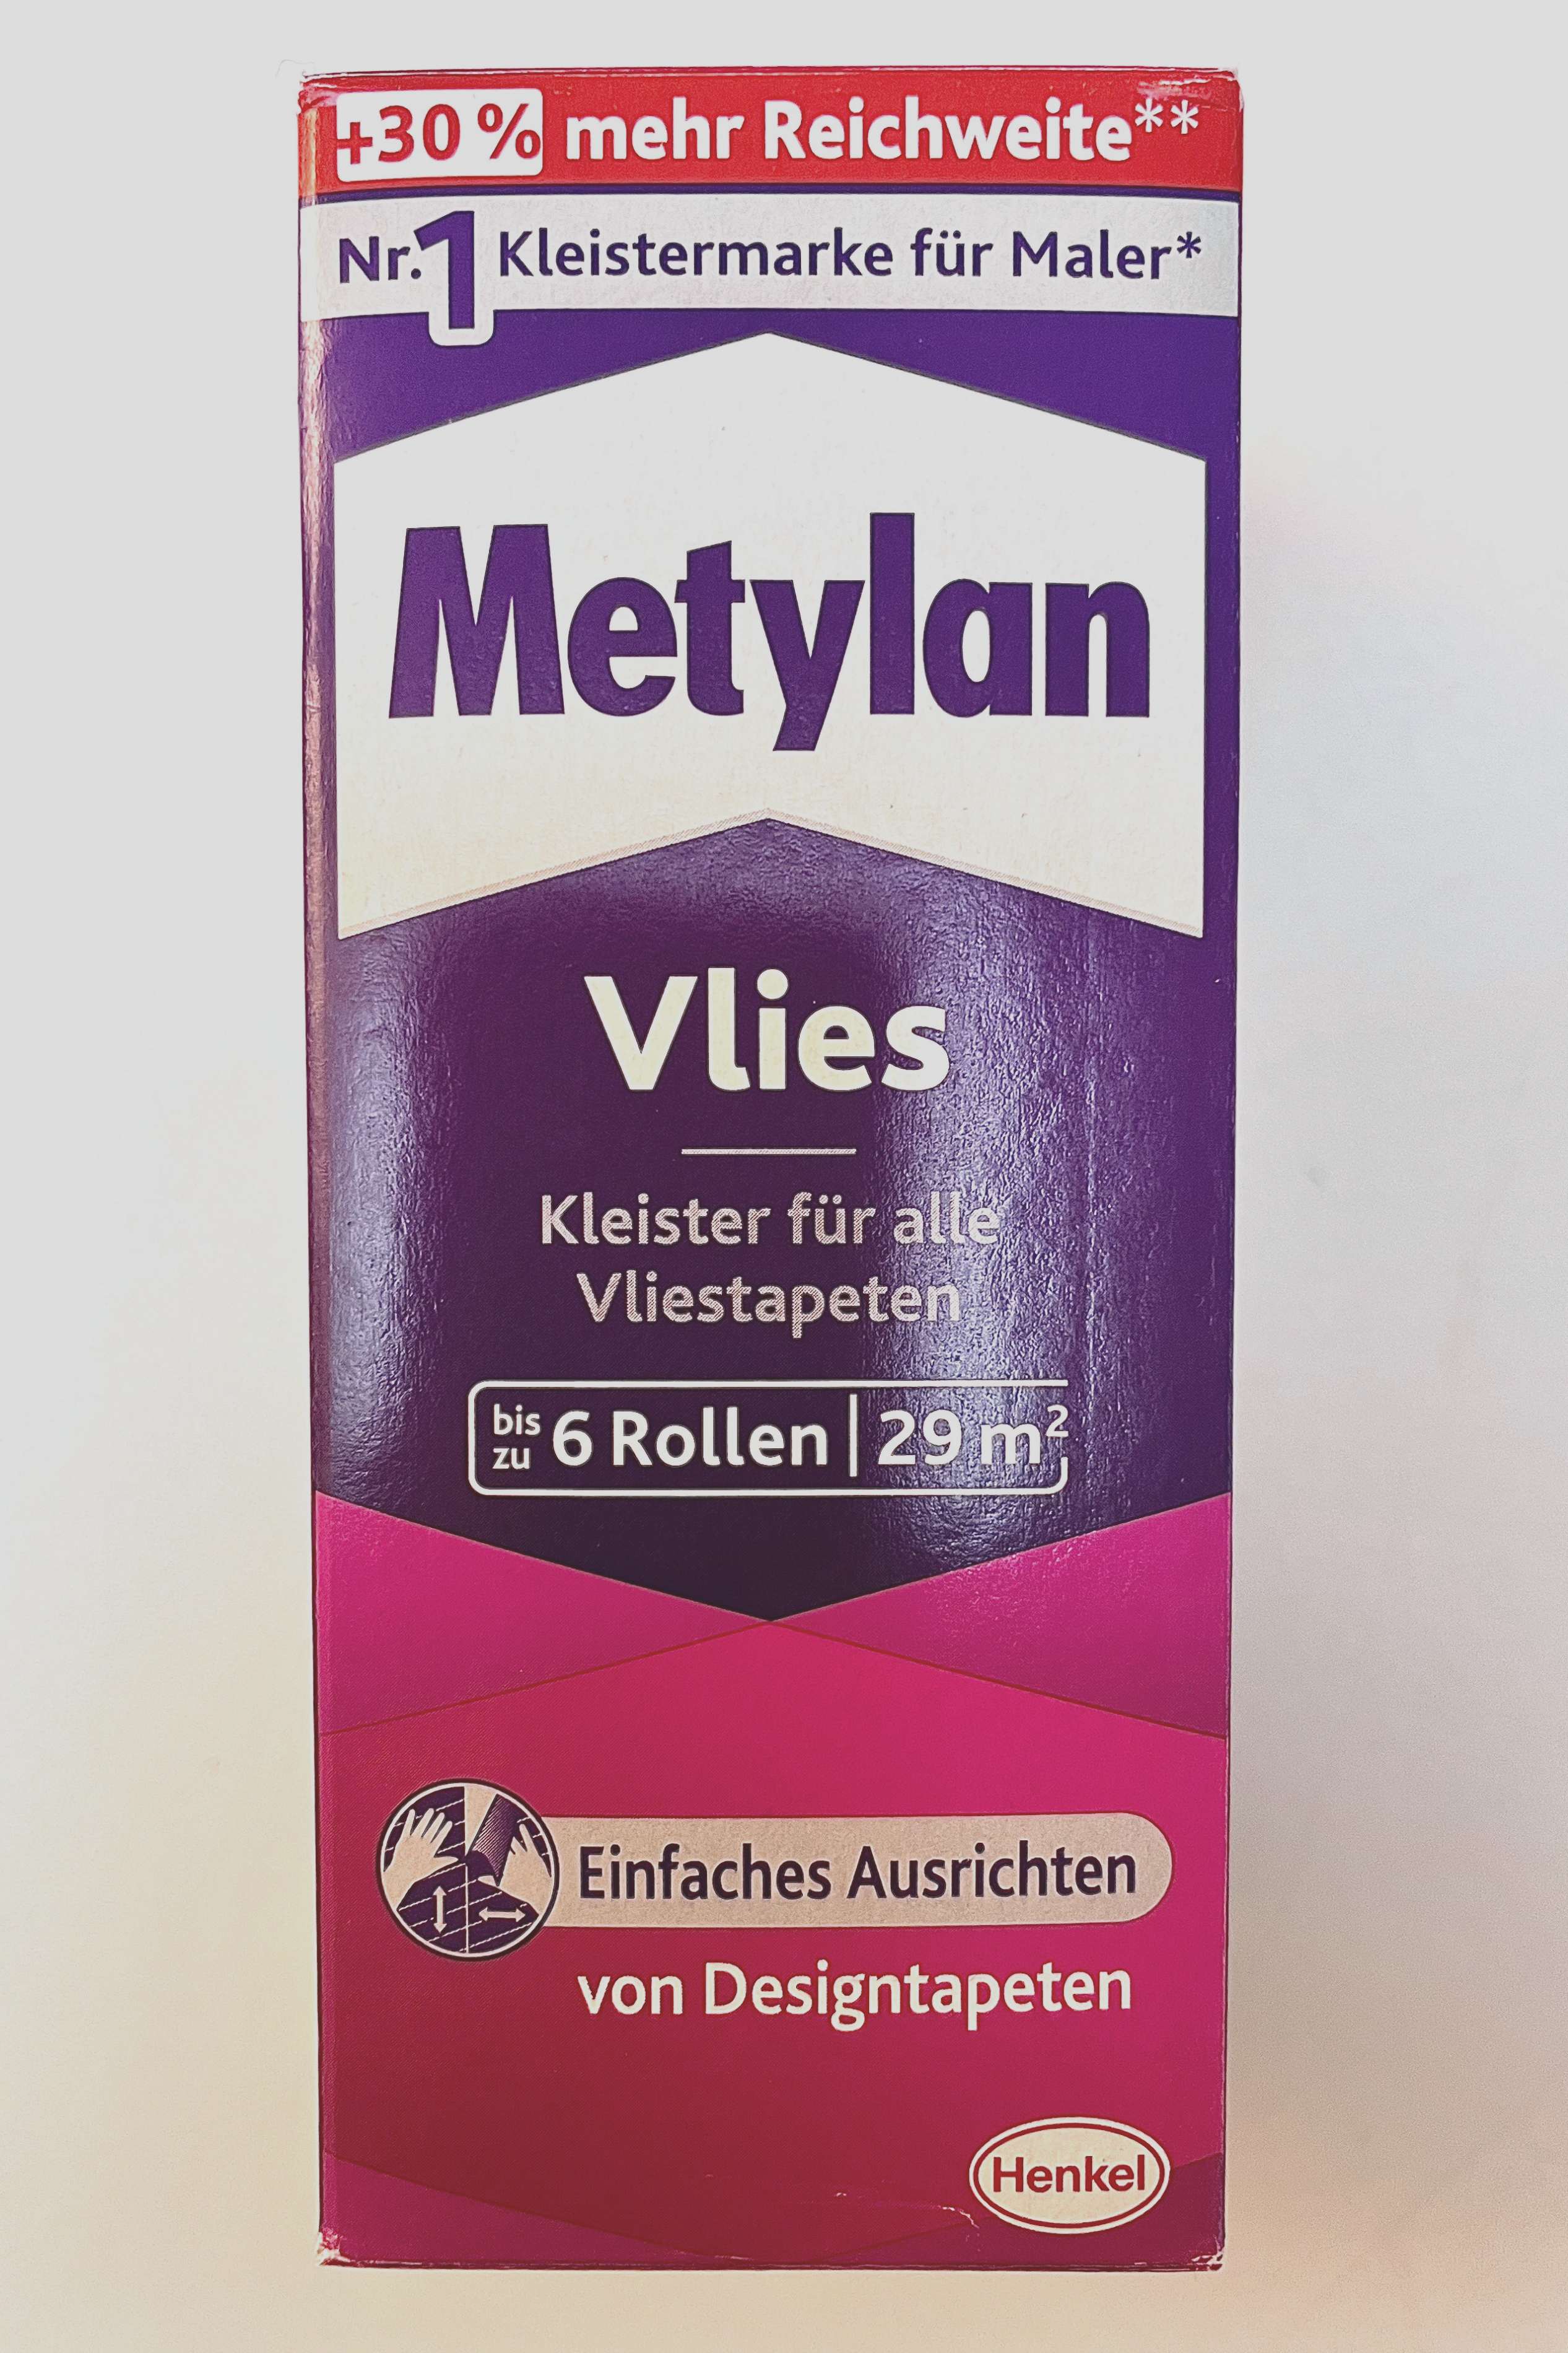 +30 % mehr Reichweite**
Nr. 1 Kleistermarke für Maler*
Metylan
Vlies
Kleister für alle
Vliestapeten
bis zu 6 Rollen | 29 m²
Einfaches Ausrichten
von Designtapeten
Henkel